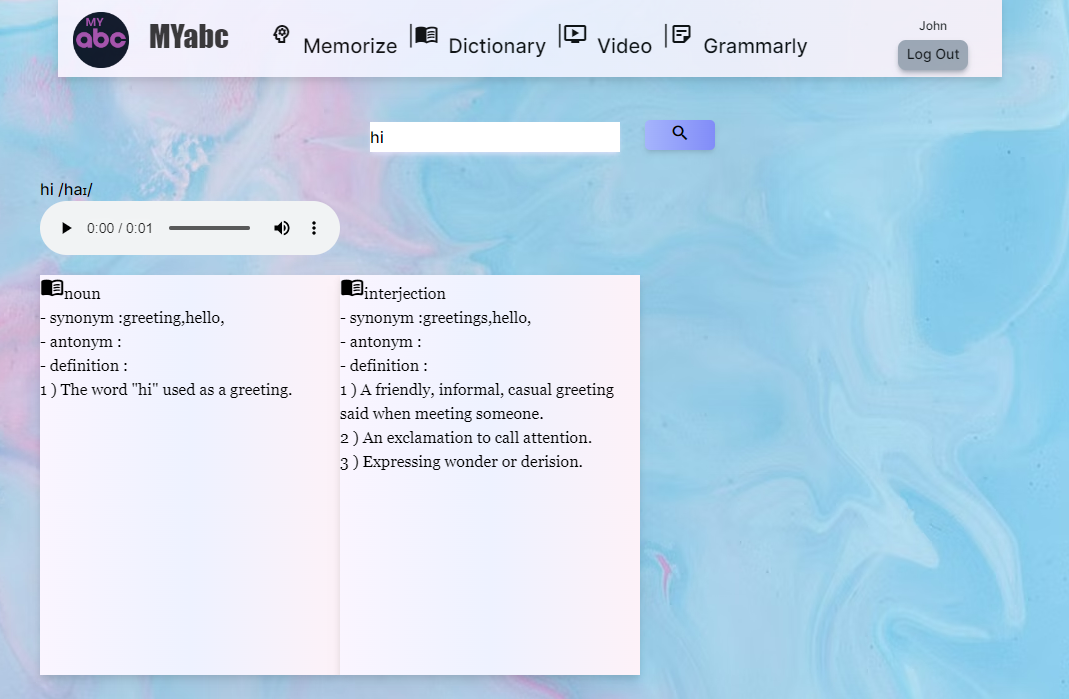 MY
abc
MYabc
Memorize
Dictionary
Video
Grammarly
John
Log Out
hi
hi /haɪ/
0:00 / 0:01
noun
- synonym :greeting,hello,
- antonym :
- definition :
1 ) The word "hi" used as a greeting.
interjection
- synonym :greetings,hello,
- antonym :
- definition :
1 ) A friendly, informal, casual greeting
said when meeting someone.
2 ) An exclamation to call attention.
3 ) Expressing wonder or derision.